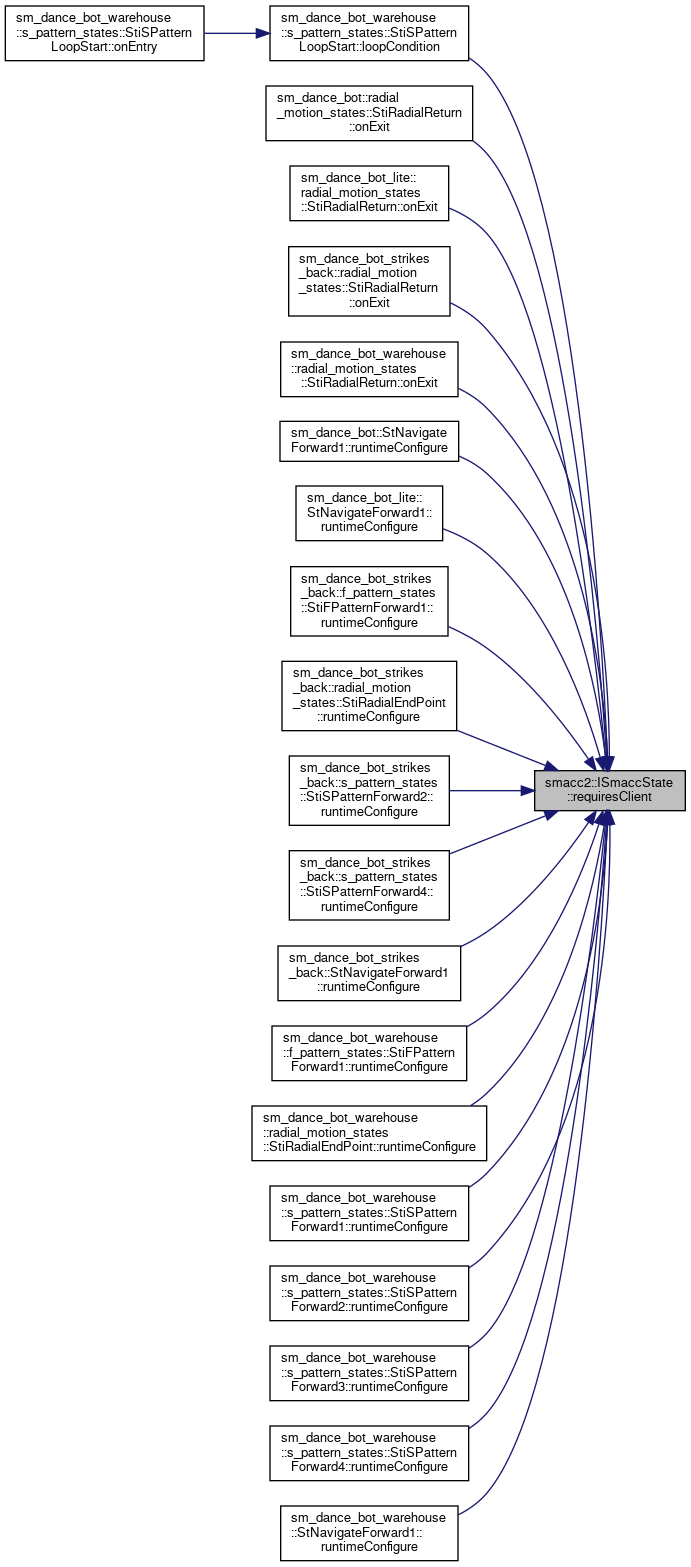 sm_dance_bot_warehouse
::s_pattern_states::StiSPattern
LoopStart::onEntry
sm_dance_bot_warehouse
::s_pattern_states::StiSPattern
LoopStart::loopCondition
sm_dance_bot::radial
_motion_states::StiRadialReturn
::onExit
sm_dance_bot_lite::
radial_motion_states
::StiRadialReturn::onExit
sm_dance_bot_strikes
_back::radial_motion
_states::StiRadialReturn
::onExit
sm_dance_bot_warehouse
::radial_motion_states
::StiRadialReturn::onExit
sm_dance_bot::StNavigate
Forward1::runtimeConfigure
sm_dance_bot_lite::
StNavigateForward1::
runtimeConfigure
sm_dance_bot_strikes
_back::f_pattern_states
::StiFPatternForward1::
runtimeConfigure
sm_dance_bot_strikes
_back::radial_motion
_states::StiRadialEndPoint
::runtimeConfigure
sm_dance_bot_strikes
_back::s_pattern_states
::StiSPatternForward2::
runtimeConfigure
smacc2::ISmaccState
::requiresClient
sm_dance_bot_strikes
_back::s_pattern_states
::StiSPatternForward4::
runtimeConfigure
sm_dance_bot_strikes
_back::StNavigateForward1
::runtimeConfigure
sm_dance_bot_warehouse
::f_pattern_states::StiFPattern
Forward1::runtimeConfigure
sm_dance_bot_warehouse
::radial_motion_states
::StiRadialEndPoint::runtimeConfigure
sm_dance_bot_warehouse
::s_pattern_states::StiSPattern
Forward1::runtimeConfigure
sm_dance_bot_warehouse
::s_pattern_states::StiSPattern
Forward2::runtimeConfigure
sm_dance_bot_warehouse
::s_pattern_states::StiSPattern
Forward3::runtimeConfigure
sm_dance_bot_warehouse
::s_pattern_states::StiSPattern
Forward4::runtimeConfigure
sm_dance_bot_warehouse
::StNavigateForward1::
runtimeConfigure